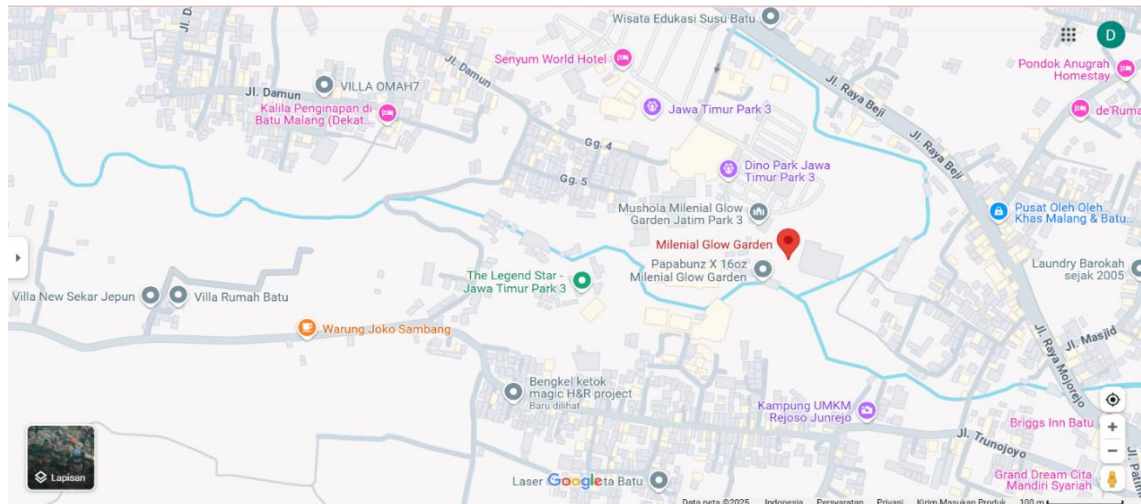 Wisata Edukasi Susu Batu
D
Jl. D
Jl. Damun
Senyum World Hotel
Pondok Anugrah
Homestay
VILLA OMAH7
Jl. Damun
Kalila Penginapan di
Batu Malang (Dekat...
Jawa Timur Park 3
Jl. Raya Beji
de'Ruma
Gg. 4
Jl. Raya Beji
Dino Park Jawa
Timur Park 3
Gg. 5
Mushola Milenial Glow
Garden Jatim Park 3
Pusat Oleh Oleh
Khas Malang & Batu...
Milenial Glow Garden
Papabunz X 16oz
Milenial Glow Garden
Laundry Barokah
sejak 2005
The Legend Star -
Jawa Timur Park 3
Villa New Sekar Jepun
Villa Rumah Batu
Warung Joko Sambang
Jl. Masjid
Jl. Raya Mojorejo
Bengkel ketok
magic H&R project
Baru dilihat
Kampung UMKM
Rejoso Junrejo
Briggs Inn Batu
Jl. Trunojoyo
Lapisan
Grand Dream Cita
Mandiri Syariah
Laser
Google
ta Batu
Data peta ©2025 Indonesia Persyaratan Privasi Kirim Masukan Produk 100 m